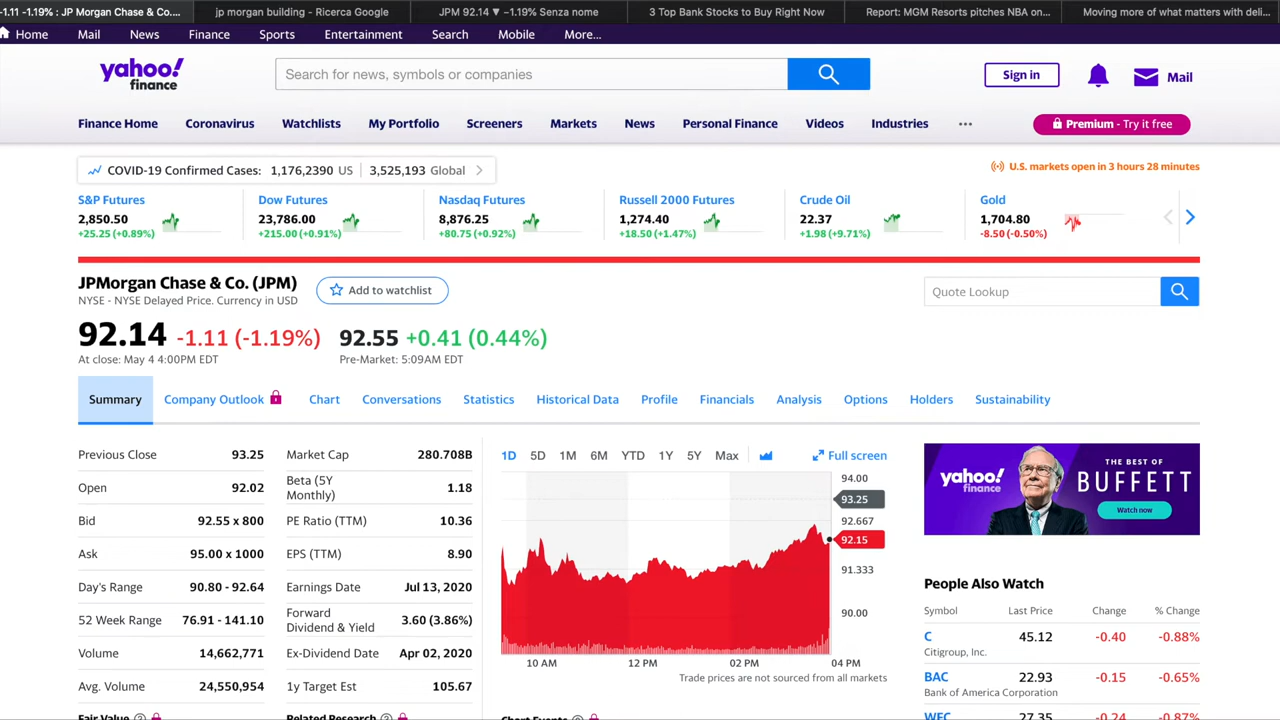 -1.11 -1.19% : JP Morgan Chase & Co....
jp morgan building - Ricerca Google
JPM 92.14 ▼ −1.19% Senza nome
3 Top Bank Stocks to Buy Right Now
Report: MGM Resorts pitches NBA on...
Moving more of what matters with deli...
Home Mail News Finance Sports Entertainment Search Mobile More...
yahoo!
finance
Search for news, symbols or companies
Sign in
Mail
Finance Home Coronavirus Watchlists My Portfolio Screeners Markets News Personal Finance Videos Industries ...
Premium - Try it free
COVID-19 Confirmed Cases: 1,176,2390 US 3,525,193 Global
U.S. markets open in 3 hours 28 minutes
S&P Futures
2,850.50
+25.25 (+0.89%)
Dow Futures
23,786.00
+215.00 (+0.91%)
Nasdaq Futures
8,876.25
+80.75 (+0.92%)
Russell 2000 Futures
1,274.40
+18.50 (+1.47%)
Crude Oil
22.37
+1.98 (+9.71%)
Gold
1,704.80
-8.50 (-0.50%)
JPMorgan Chase & Co. (JPM)
NYSE - NYSE Delayed Price. Currency in USD
Add to watchlist
Quote Lookup
92.14 -1.11 (-1.19%)
At close: May 4 4:00PM EDT
92.55 +0.41 (0.44%)
Pre-Market: 5:09AM EDT
Summary Company Outlook Chart Conversations Statistics Historical Data Profile Financials Analysis Options Holders Sustainability
Previous Close 93.25
Open 92.02
Bid 92.55 x 800
Ask 95.00 x 1000
Day's Range 90.80 - 92.64
52 Week Range 76.91 - 141.10
Volume 14,662,771
Avg. Volume 24,550,954
Fair Value
Market Cap 280.708B
Beta (5Y
Monthly) 1.18
PE Ratio (TTM) 10.36
EPS (TTM) 8.90
Earnings Date Jul 13, 2020
Forward
Dividend & Yield 3.60 (3.86%)
Ex-Dividend Date Apr 02, 2020
1y Target Est 105.67
Related Research
1D 5D 1M 6M YTD 1Y 5Y Max
Full screen
94.00
93.25
92.667
92.15
91.333
90.00
10 AM 12 PM 02 PM 04 PM
Trade prices are not sourced from all markets
Chart Events
yahoo!
finance
THE BEST OF
BUFFETT
Watch now
People Also Watch
Symbol Last Price Change % Change
C 45.12 -0.40 -0.88%
Citigroup, Inc.
BAC 22.93 -0.15 -0.65%
Bank of America Corporation
WFC 27.35 -0.24 -0.87%